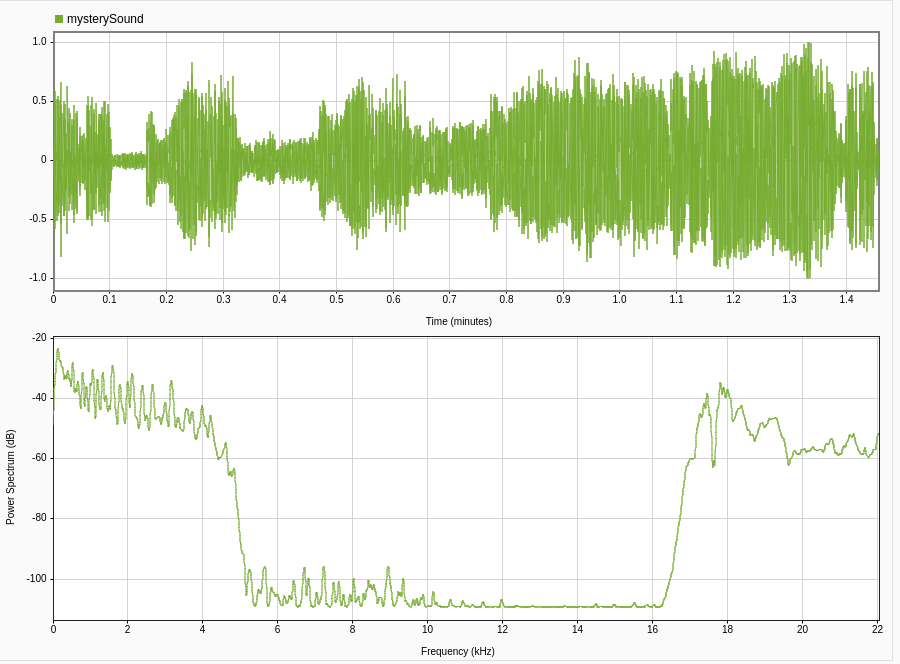 mysterySound
1.0
0.5
0
-0.5
-1.0
0 0.1 0.2 0.3 0.4 0.5 0.6 0.7 0.8 0.9 1.0 1.1 1.2 1.3 1.4
Time (minutes)
-20
-40
-60
-80
-100
Power Spectrum (dB)
0 2 4 6 8 10 12 14 16 18 20 22
Frequency (kHz)